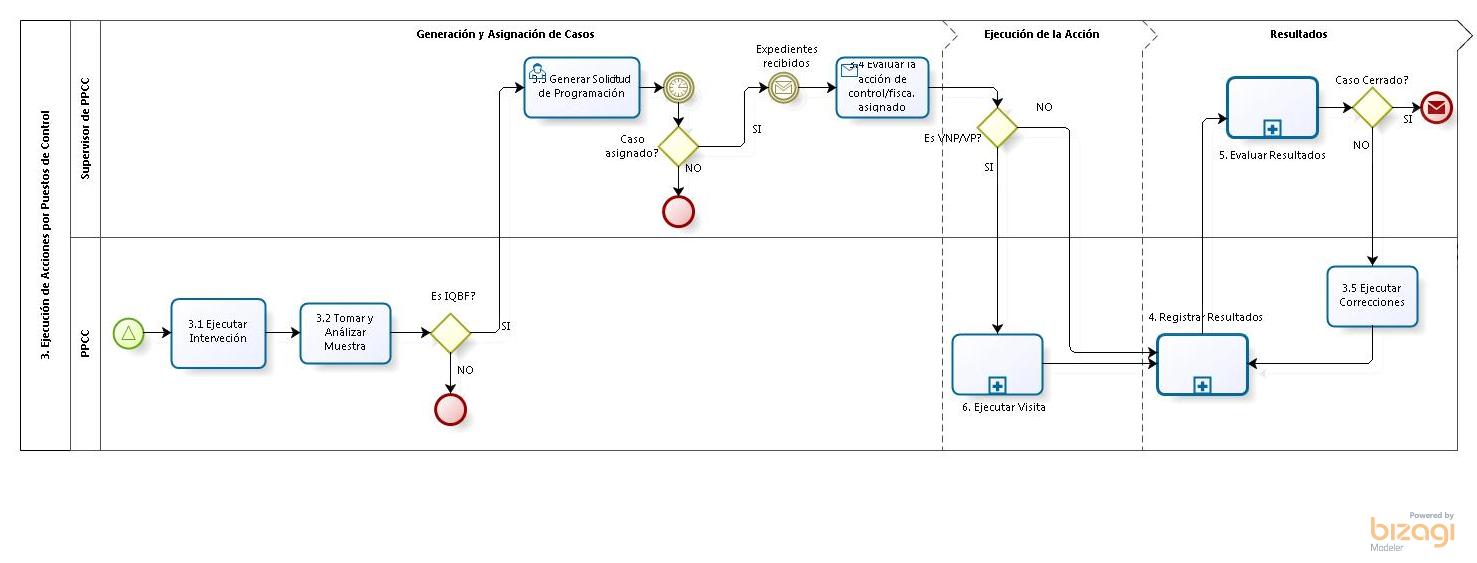 Generación y Asignación de Casos
Ejecución de la Acción
Resultados
3. Ejecución de Acciones por Puestos de Control
Supervisor de PPCC
PPCC
3.3 Generar Solicitud
de Programación
Caso
asignado?
NO
SI
Expedientes
recibidos
3.4 Evaluar la
acción de
control/fisca.
asignado
Es VNP/VP?
NO
SI
5. Evaluar Resultados
Caso Cerrado?
SI
NO
3.1 Ejecutar
Interveción
3.2 Tomar y
Análizar
Muestra
Es IQBF?
SI
NO
6. Ejecutar Visita
4. Registrar Resultados
3.5 Ejecutar
Correcciones
Powered by
bizagi
Modeler